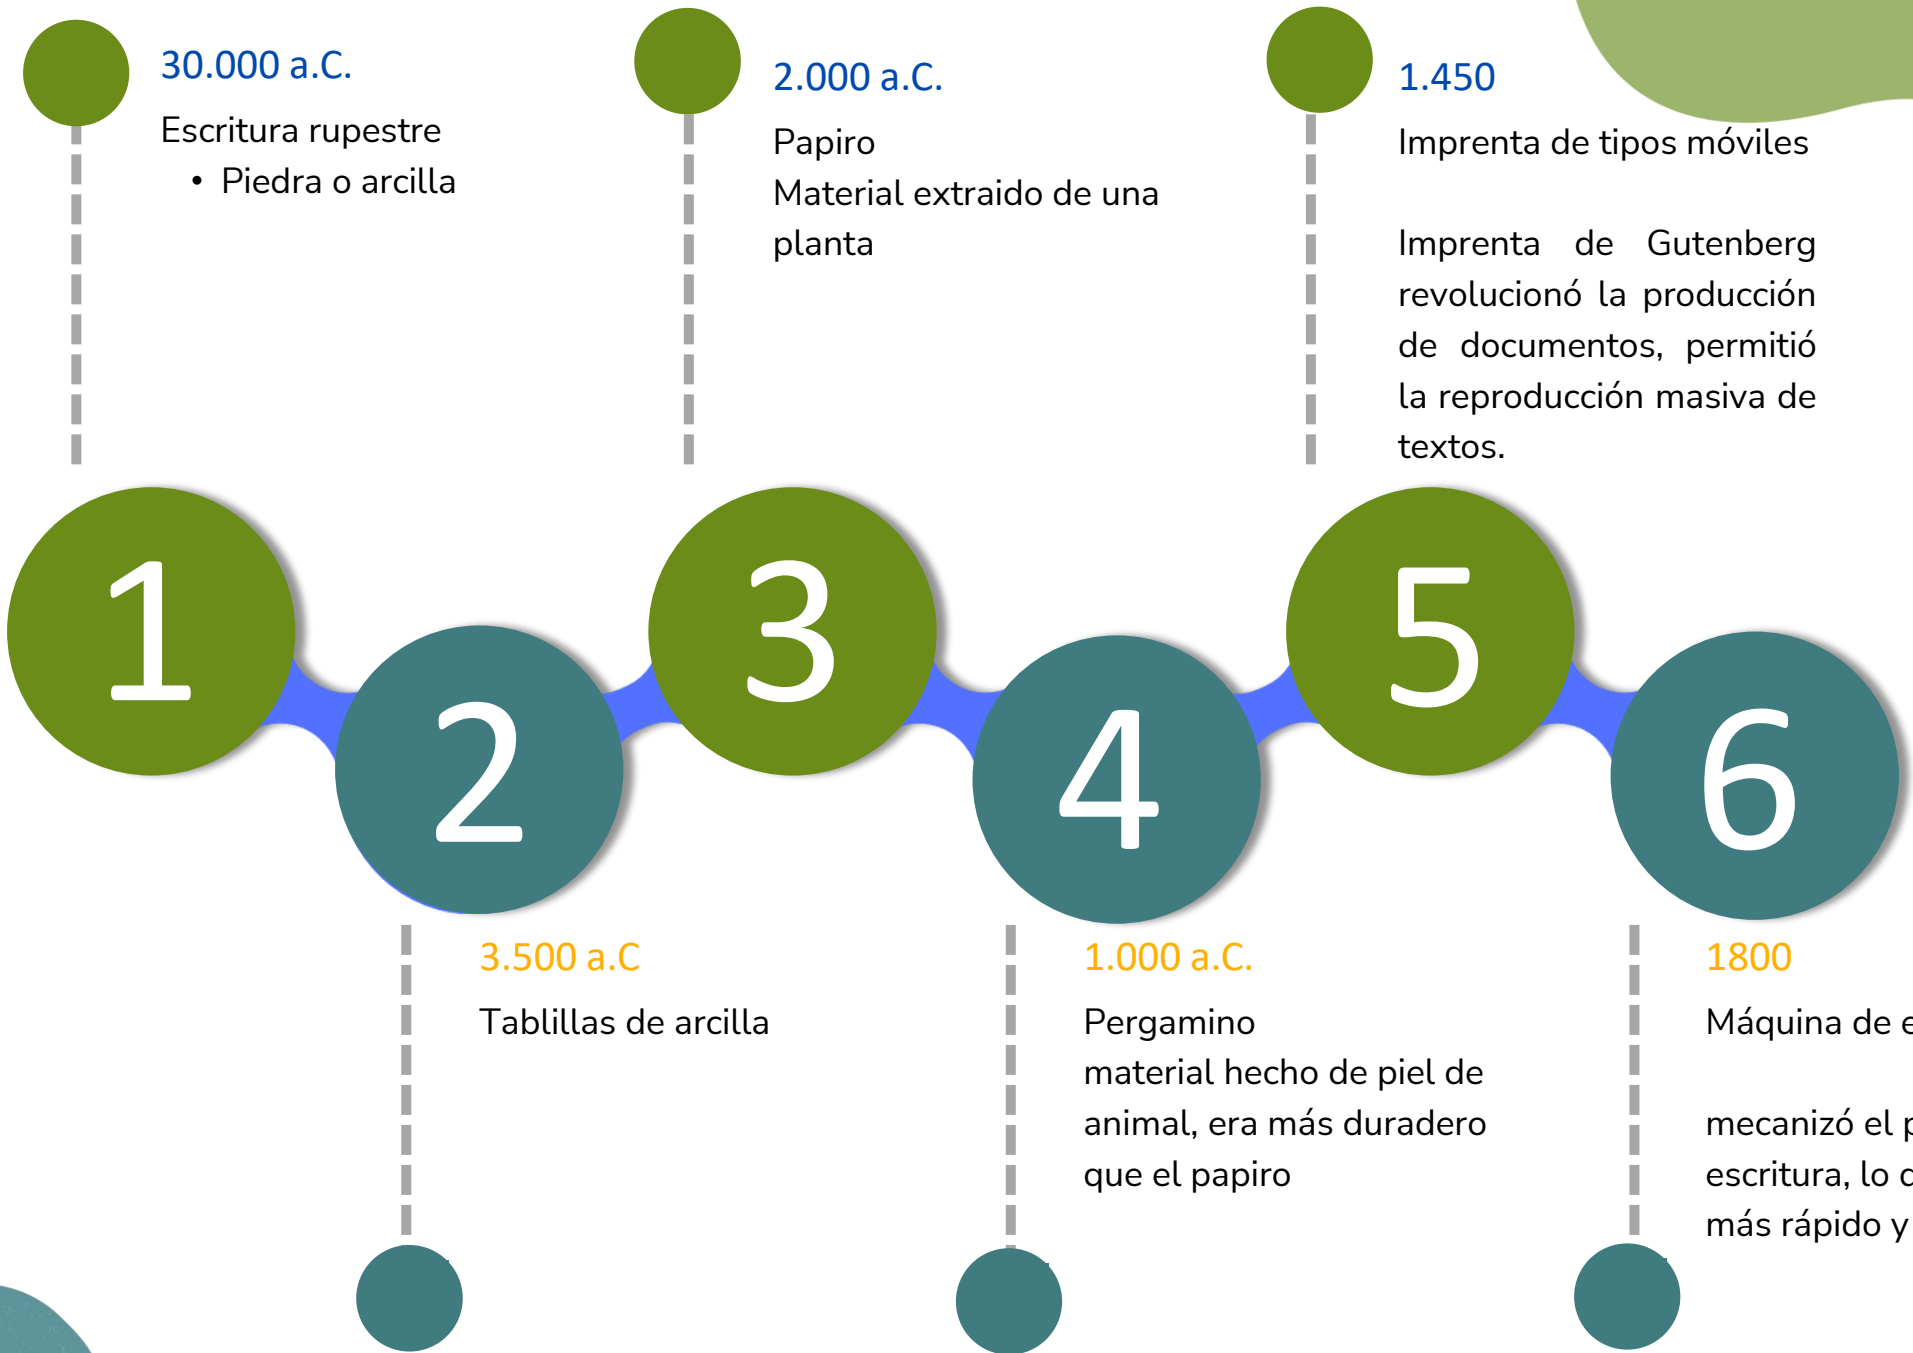 30.000 a.C.
Escritura rupestre
• Piedra o arcilla
2.000 a.C.
Papiro
Material extraido de una
planta
1.450
Imprenta de tipos móviles
Imprenta de Gutenberg
revolucionó la producción
de documentos, permitió
la reproducción masiva de
textos.
1
2
3
4
5
6
3.500 a.C
Tablillas de arcilla
1.000 a.C.
Pergamino
material hecho de piel de
animal, era más duradero
que el papiro
1800
Máquina de
mecanizó el
escritura, lo
más rápido y